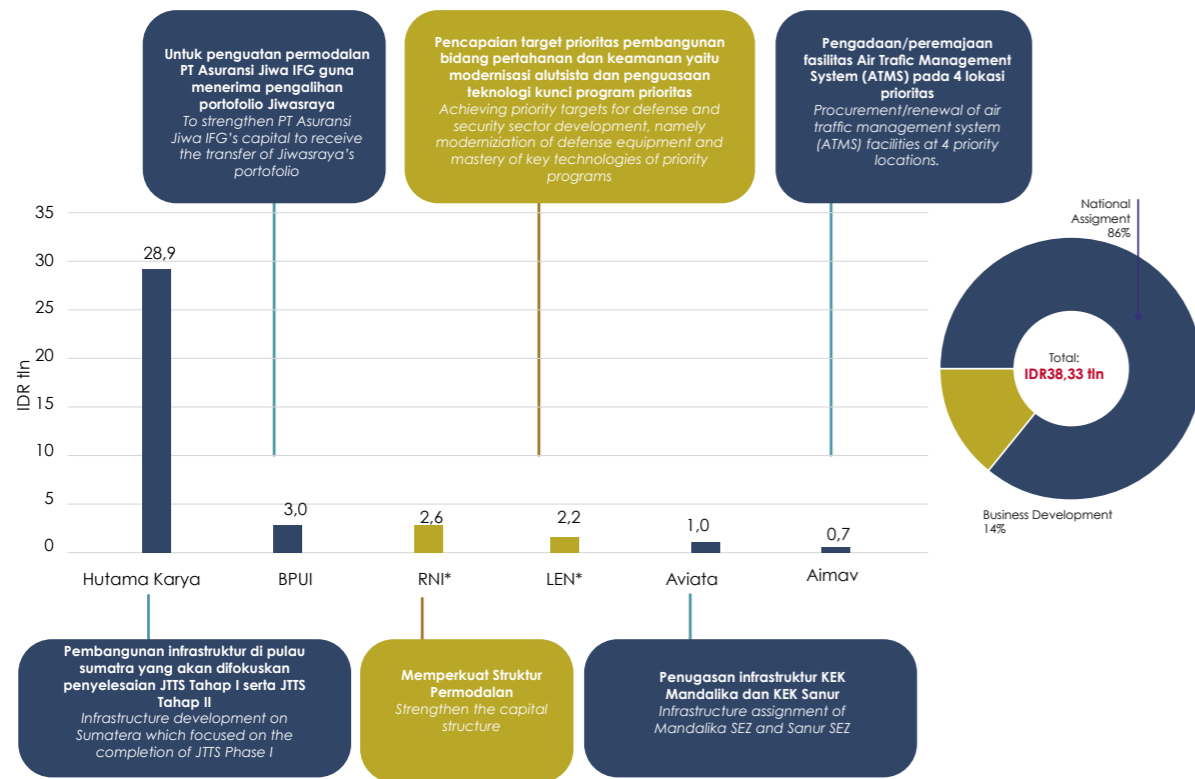 Untuk penguatan permodalan
PT Asuransi Jiwa IFG guna
menerima pengalihan
portofolio Jiwasraya
To strengthen PT Asuransi
Jiwa IFG's capital to receive
the transfer of Jiwasraya's
portofolio
Pencapaian target prioritas pembangunan
bidang pertahanan dan keamanan yaitu
modernisasi alutsista dan penguasaan
teknologi kunci program prioritas
Achieving priority targets for defense and
security sector development, namely
moderniziation of defense equipment and
mastery of key technologies of priority
programs
Pengadaan/peremajaan
fasilitas Air Trafic Management
System (ATMS) pada 4 lokasi
prioritas
Procurement/renewal of air
traffic management system
(ATMS) facilities at 4 priority
locations.
IDR tln
35
30
25
20
15
10
5
0
28,9
3,0
2,6
2,2
1,0
0,7
Hutama Karya
BPUI
RNI*
LEN*
Aviata
Aimav
National
Assigment
86%
Total:
IDR38,33 tln
Business Development
14%
Pembangunan infrastruktur di pulau
sumatra yang akan difokuskan
penyelesaian JTTS Tahap I serta JTTS
Tahap II
Infrastructure development on
Sumatera which focused on the
completion of JTTS Phase I
Memperkuat Struktur
Permodalan
Strengthen the capital
structure
Penugasan infrastruktur KEK
Mandalika dan KEK Sanur
Infrastructure assignment of
Mandalika SEZ and Sanur SEZ